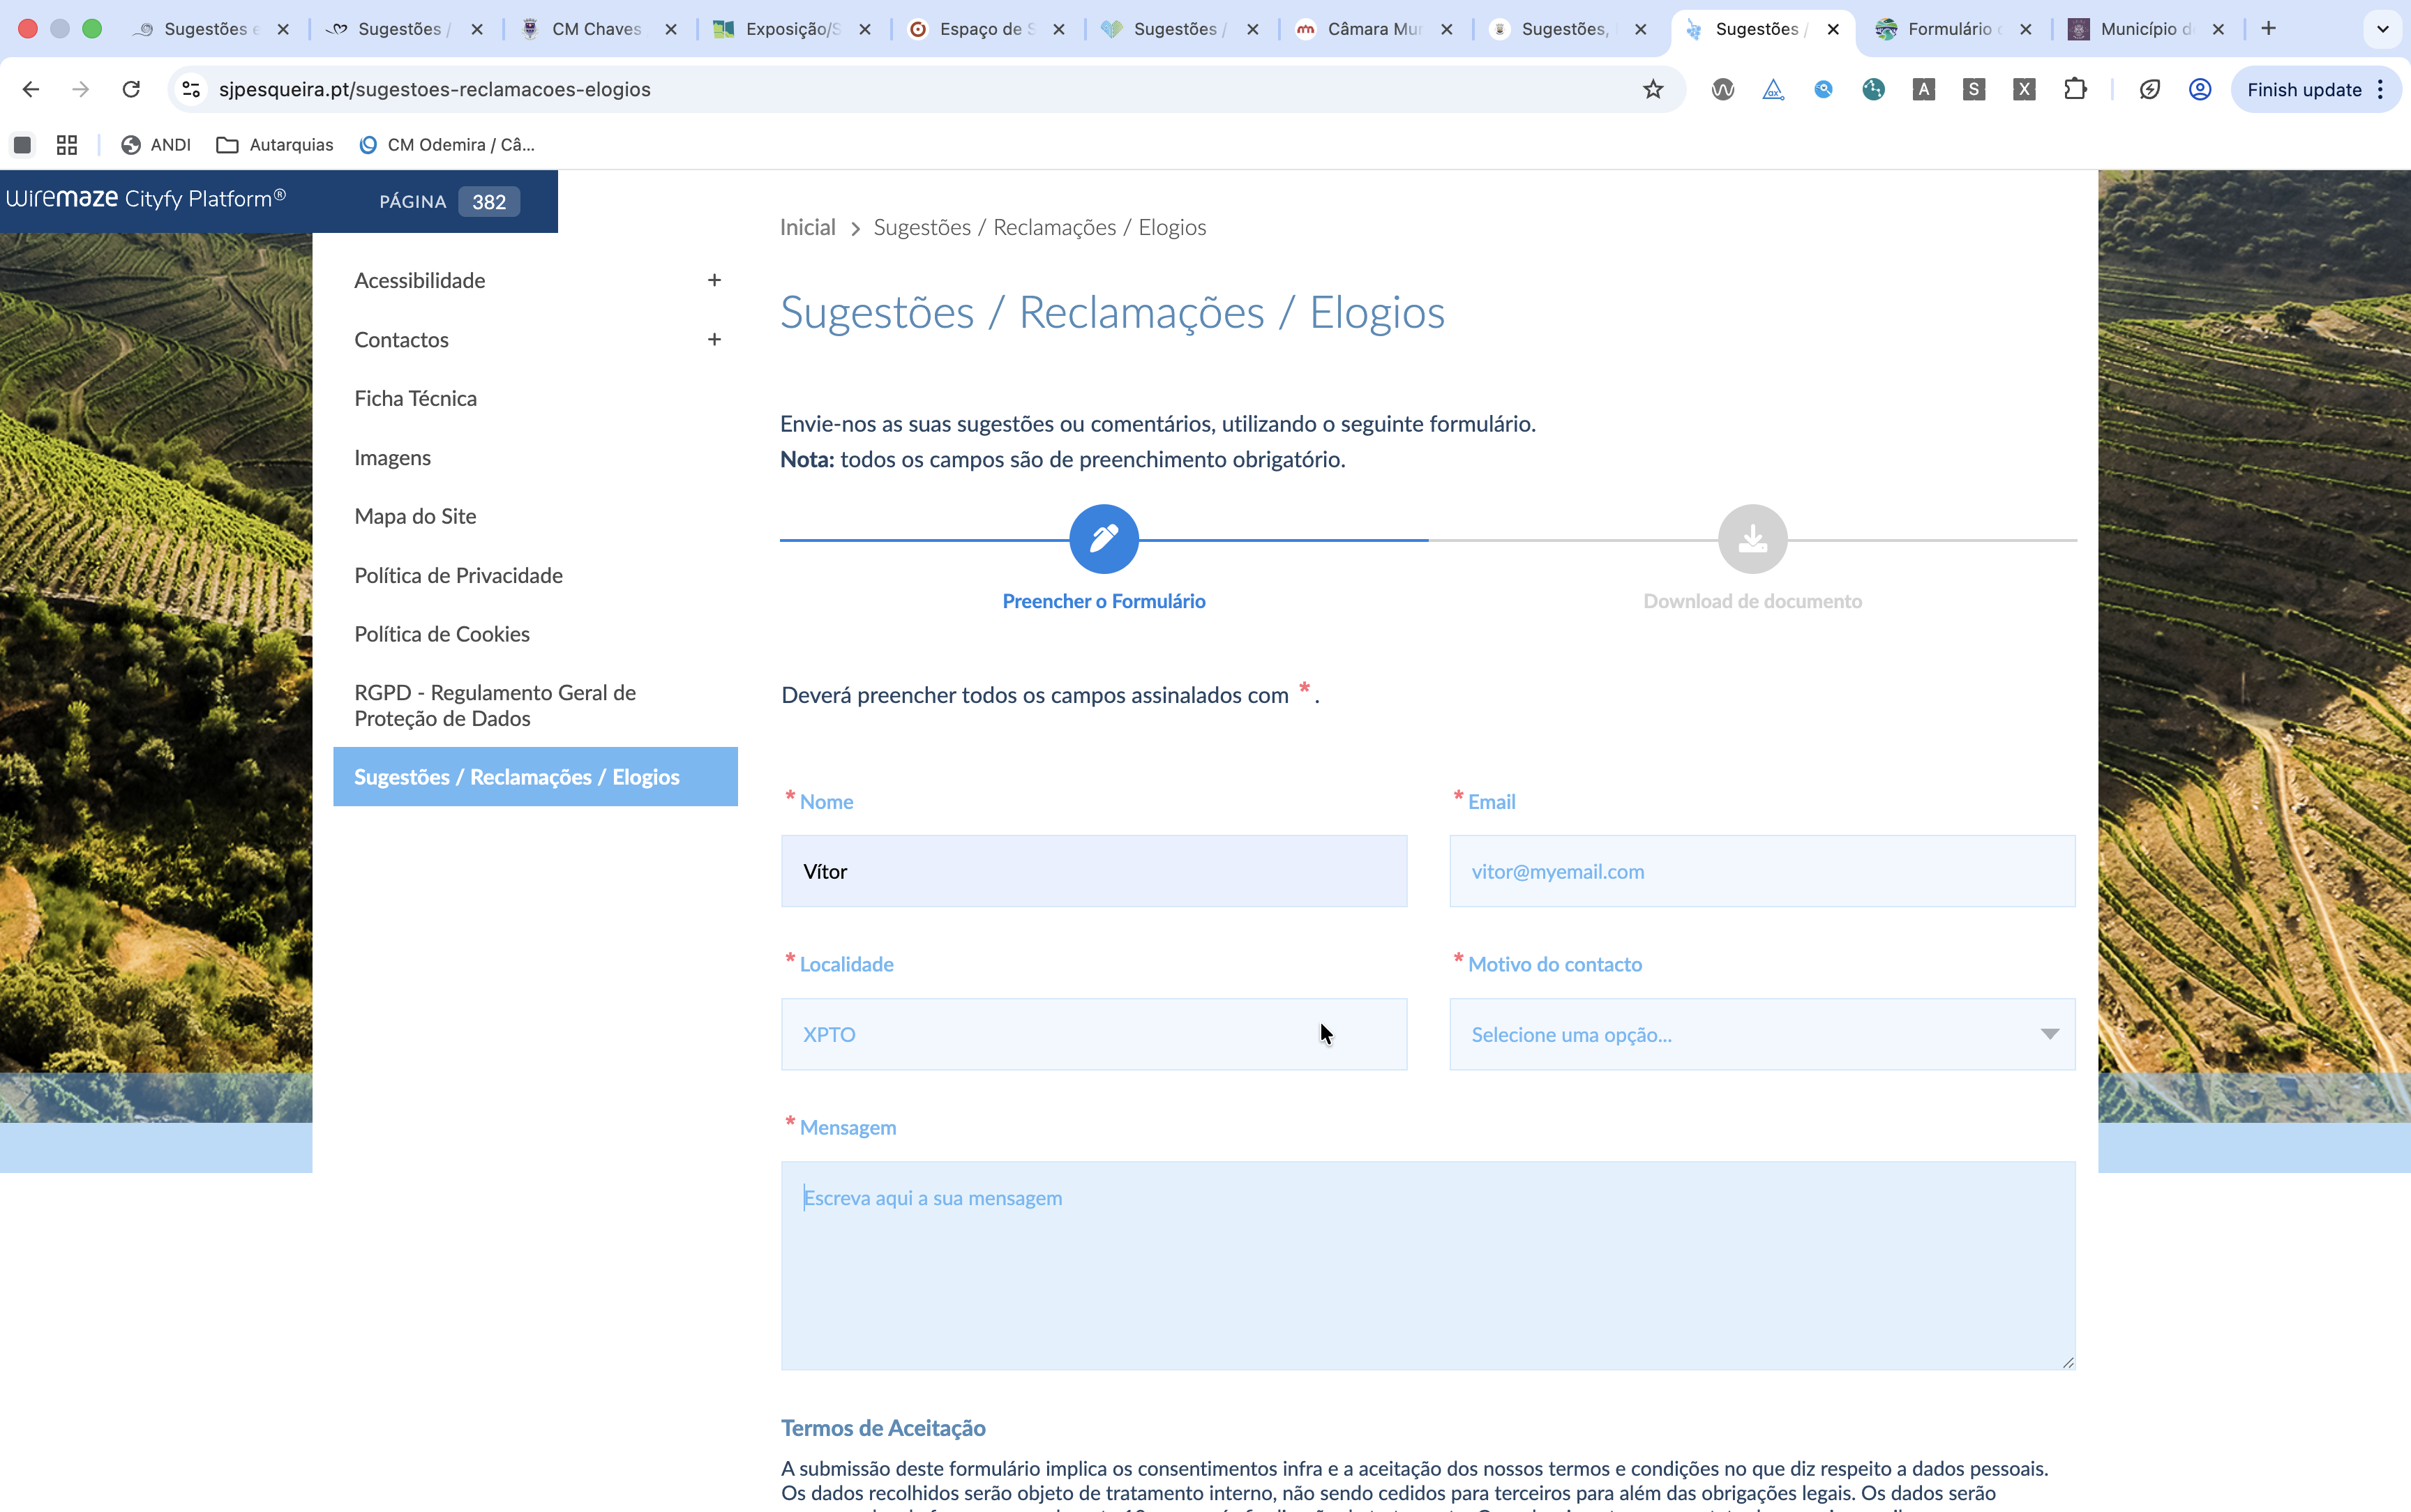 Sugestões e
Sugestões /
CM Chaves
Exposição/S
Espaço de S
Sugestões /
Câmara Mun
Sugestões,
Sugestões /
Formulário
Município d
sjpesqueira.pt/sugestoes-reclamacoes-elogios
A
S
X
Finish update
ANDI
Autarquias
CM Odemira / Câ...
wiremaze Cityfy Platform®
PÁGINA 382
Inicial > Sugestões / Reclamações / Elogios
Acessibilidade +
Contactos +
Ficha Técnica
Imagens
Mapa do Site
Política de Privacidade
Política de Cookies
RGPD - Regulamento Geral de
Proteção de Dados
Sugestões / Reclamações / Elogios
Sugestões / Reclamações / Elogios
Envie-nos as suas sugestões ou comentários, utilizando o seguinte formulário.
Nota: todos os campos são de preenchimento obrigatório.
Preencher o Formulário
Download de documento
Deverá preencher todos os campos assinalados com * .
* Nome
Vítor
* Email
vitor@myemail.com
* Localidade
XPTO
* Motivo do contacto
Selecione uma opção...
* Mensagem
Escreva aqui a sua mensagem
Termos de Aceitação
A submissão deste formulário implica os consentimentos infra e a aceitação dos nossos termos e condições no que diz respeito a dados pessoais.
Os dados recolhidos serão objeto de tratamento interno, não sendo cedidos para terceiros para além das obrigações legais. Os dados serão